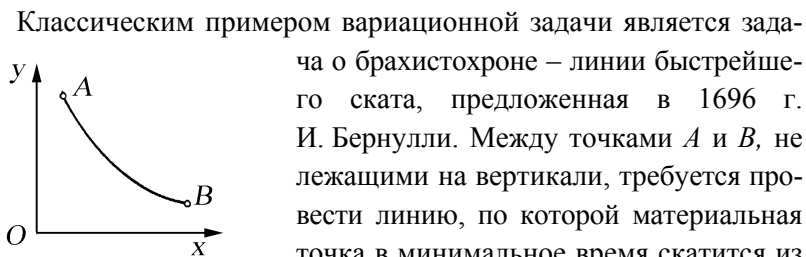 Классическим примером вариационной задачи является зада-
ча о брахистохроне – линии быстрейше-
го ската, предложенная в 1696 г.
И. Бернулли. Между точками A и B, не
лежащими на вертикали, требуется про-
вести линию, по которой материальная
точка в минимальное время скатится из
y
A
B
O
x